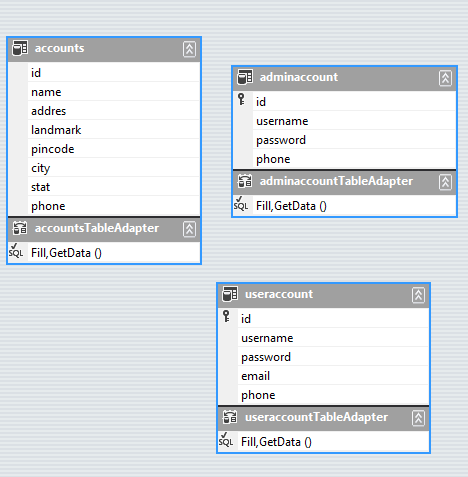 accounts
id
name
addres
landmark
pincode
city
stat
phone
accountsTableAdapter
SQL Fill,GetData ()
adminaccount
id
username
password
phone
adminaccountTableAdapter
SQL Fill,GetData ()
useraccount
id
username
password
email
phone
useraccountTableAdapter
SQL Fill,GetData ()